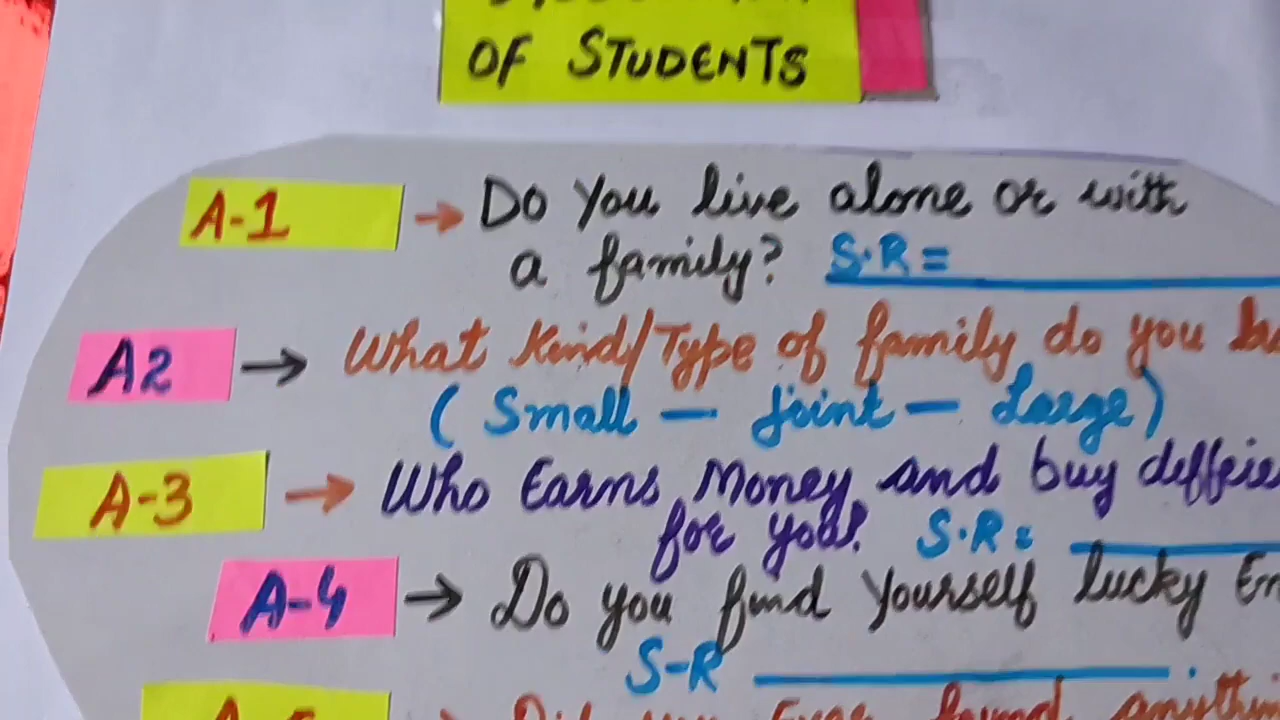 OF STUDENTS
A-1 → Do You live alone or with
a family? S.R = 
A2 → What Kind/Type of family do you
( Small — Joint — Large)
A-3 → Who Earns Money and buy
for you? S.R =
A-4 → Do you find Yourself lucky
S-R